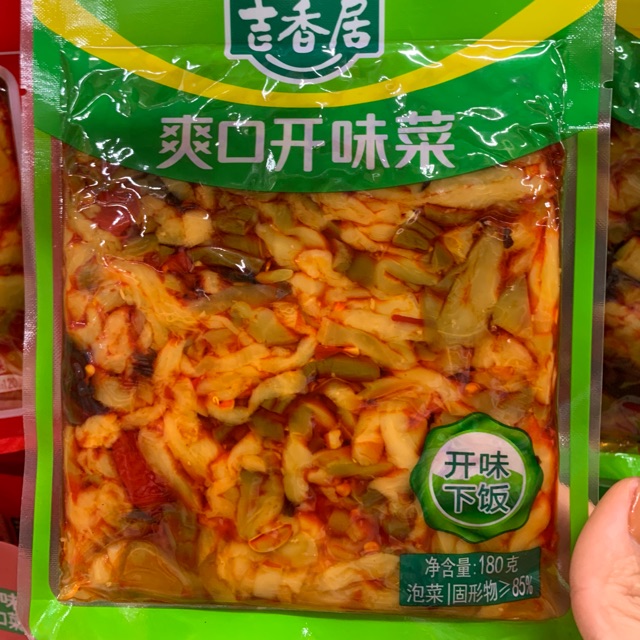 吉香居
爽口开味菜
开味
下饭
净含量:180克
泡菜|固形物≥85%